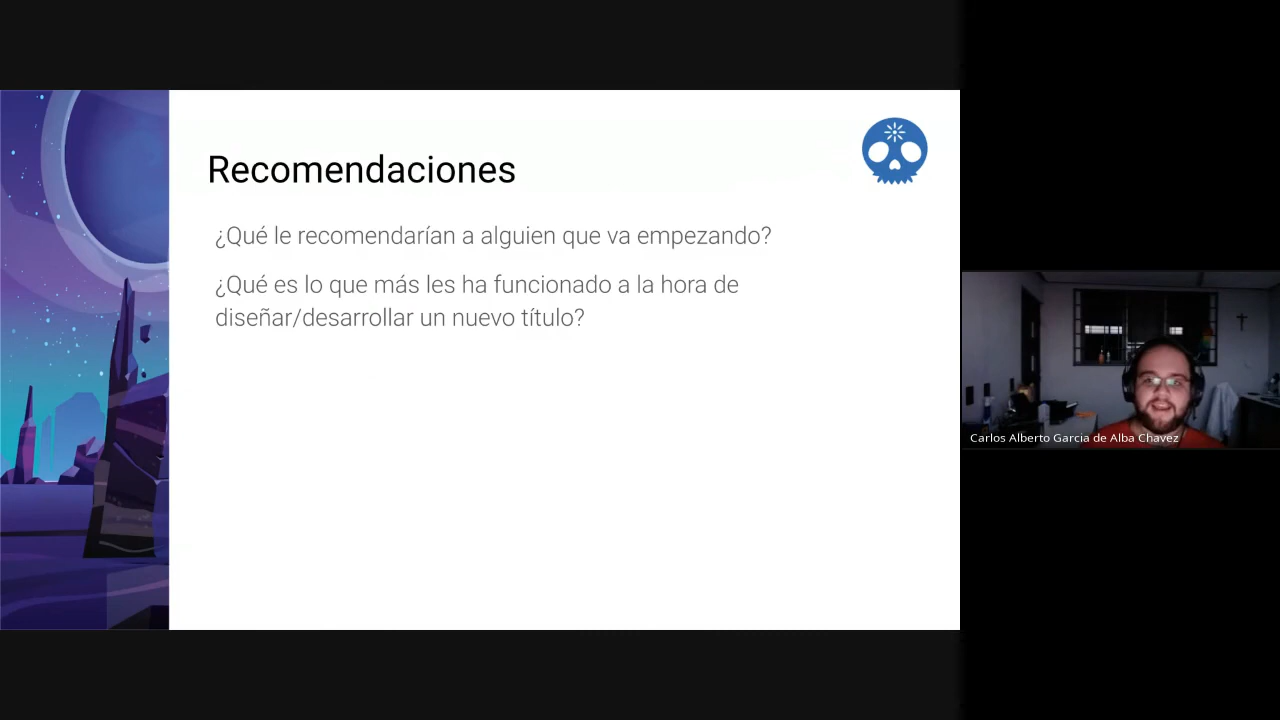 Recomendaciones
¿Qué le recomendarían a alguien que va empezando?
¿Qué es lo que más les ha funcionado a la hora de
diseñar/desarrollar un nuevo título?
Carlos Alberto Garcia de Alba Chavez